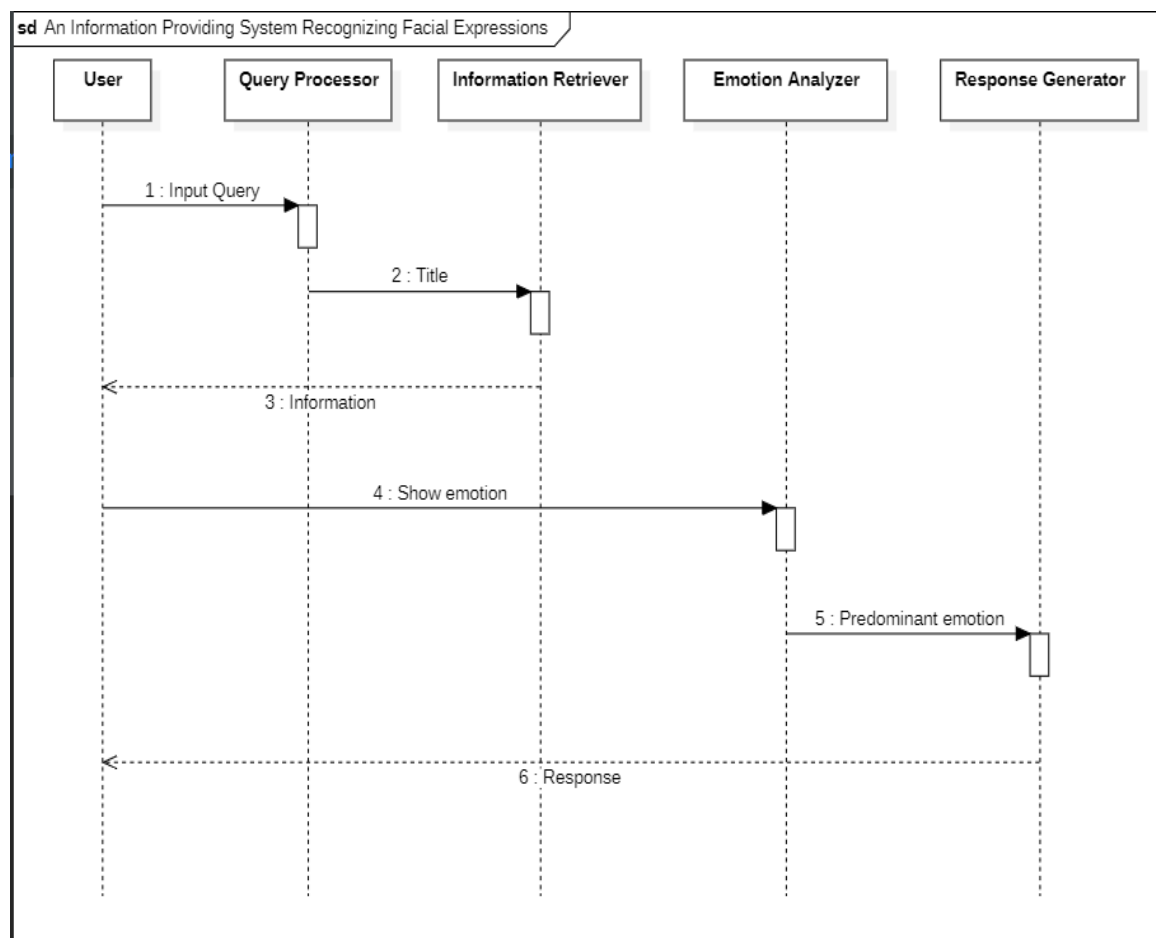 sd An Information Providing System Recognizing Facial Expressions
User
Query Processor
Information Retriever
Emotion Analyzer
Response Generator
1 : Input Query
2 : Title
3 : Information
4 : Show emotion
5 : Predominant emotion
6 : Response